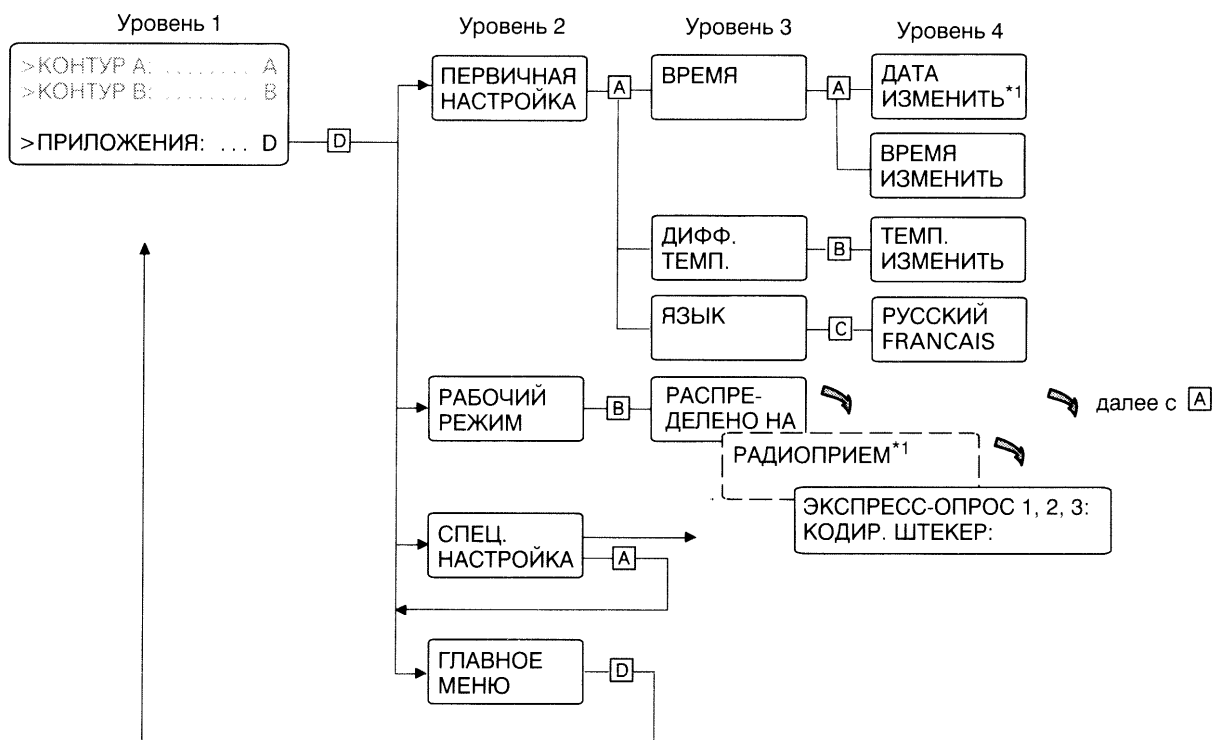 Уровень 1
Уровень 2
Уровень 3
Уровень 4
>КОНТУР A: ........ A
>КОНТУР B: ........ B
>ПРИЛОЖЕНИЯ: ... D
D
ПЕРВИЧНАЯ
НАСТРОЙКА
A
ВРЕМЯ
A
ДАТА
ИЗМЕНИТЬ*1
ВРЕМЯ
ИЗМЕНИТЬ
ДИФФ.
ТЕМП.
B
ТЕМП.
ИЗМЕНИТЬ
ЯЗЫК
C
РУССКИЙ
FRANCAIS
РАБОЧИЙ
РЕЖИМ
B
РАСПРЕ-
ДЕЛЕНО НА
далее с A
РАДИОПРИЕМ*1
ЭКСПРЕСС-ОПРОС 1, 2, 3:
КОДИР. ШТЕКЕР:
СПЕЦ.
НАСТРОЙКА
A
ГЛАВНОЕ
МЕНЮ
D